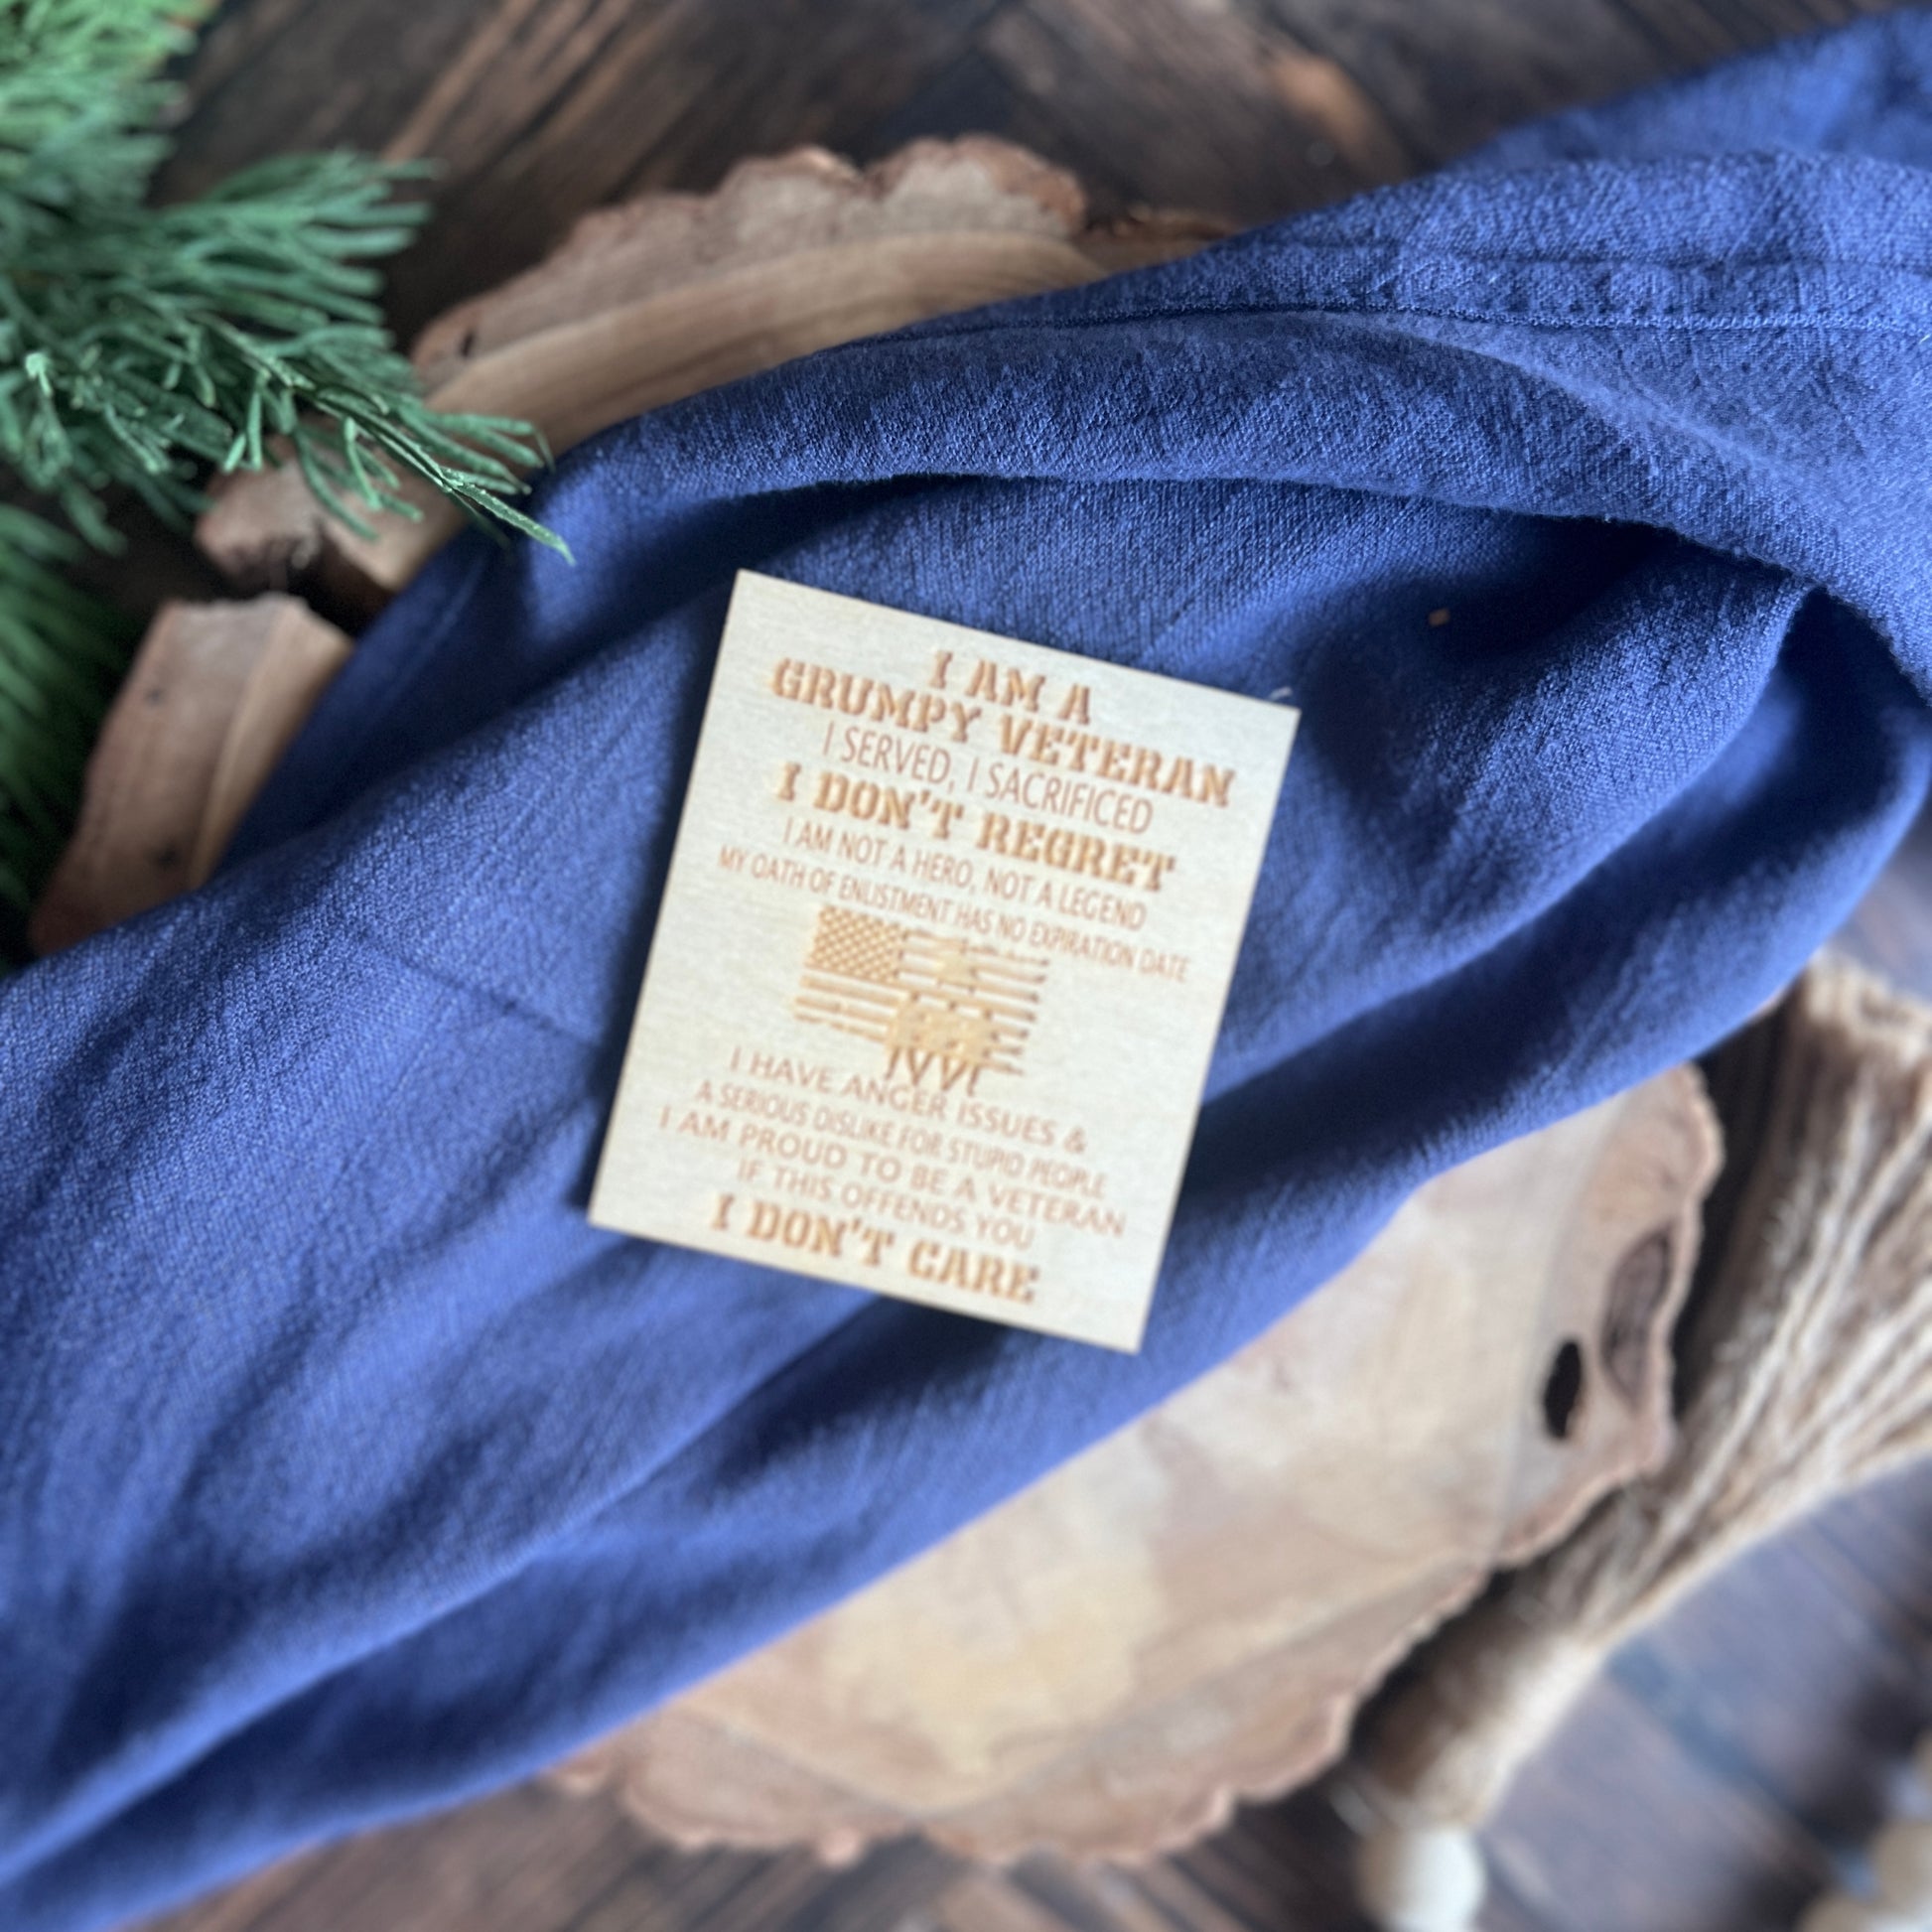 I AM A
GRUMPY VETERAN
I SERVED, I SACRIFICED
I DON'T REGRET
I AM NOT A HERO, NOT A LEGEND
MY OATH OF ENLISTMENT HAS NO EXPIRATION DATE
I HAVE ANGER ISSUES &
A SERIOUS DISLIKE FOR STUPID PEOPLE
I AM PROUD TO BE A VETERAN
IF THIS OFFENDS YOU
I DON'T CARE